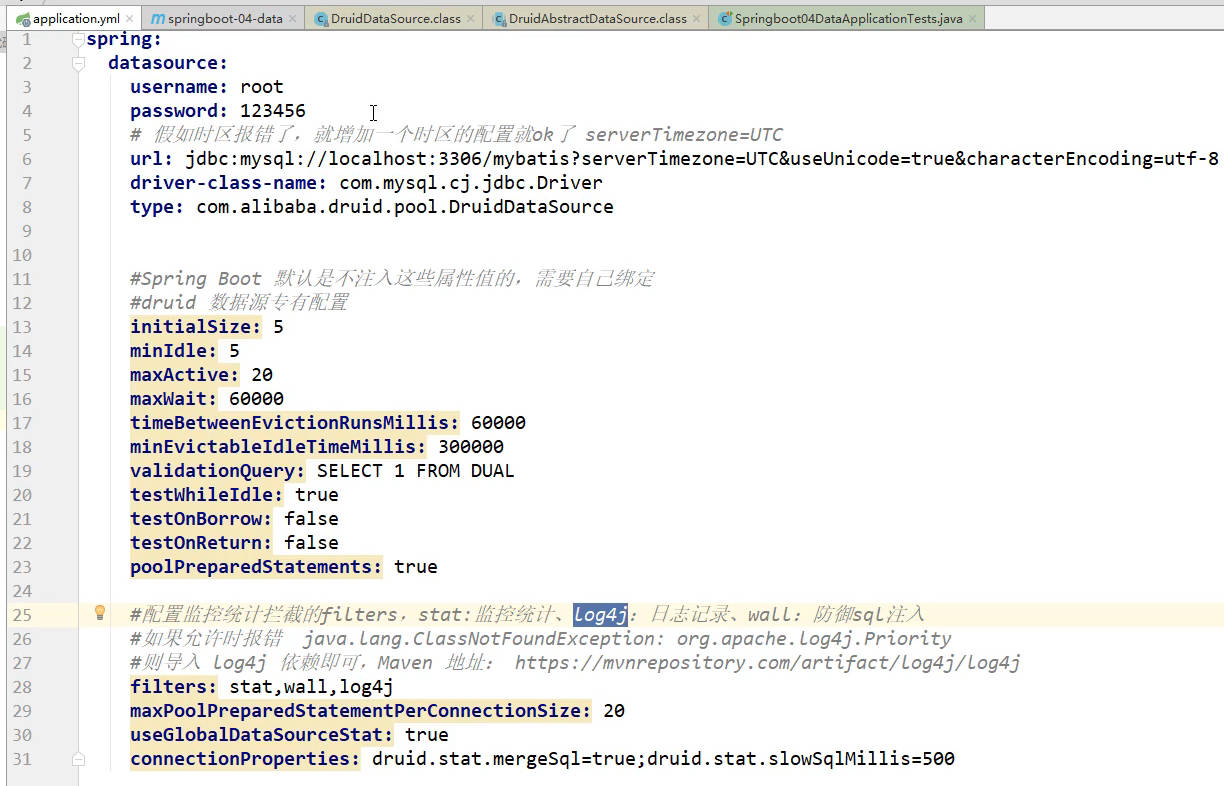 application.yml
springboot-04-data
DruidDataSource.class
DruidAbstractDataSource.class
Springboot04DataApplicationTests.java
1 spring:
2 datasource:
3 username: root
4 password: 123456
5 # 假如时区报错了，就增加一个时区的配置就ok了 serverTimezone=UTC
6 url: jdbc:mysql://localhost:3306/mybatis?serverTimezone=UTC&useUnicode=true&characterEncoding=utf-8
7 driver-class-name: com.mysql.cj.jdbc.Driver
8 type: com.alibaba.druid.pool.DruidDataSource
9
10
11 #Spring Boot 默认是不注入这些属性值的，需要自己绑定
12 #druid 数据源专有配置
13 initialSize: 5
14 minIdle: 5
15 maxActive: 20
16 maxWait: 60000
17 timeBetweenEvictionRunsMillis: 60000
18 minEvictableIdleTimeMillis: 300000
19 validationQuery: SELECT 1 FROM DUAL
20 testWhileIdle: true
21 testOnBorrow: false
22 testOnReturn: false
23 poolPreparedStatements: true
24
25 #配置监控统计拦截的filters，stat:监控统计、log4j：日志记录、wall：防御sql注入
26 #如果允许时报错 java.lang.ClassNotFoundException: org.apache.log4j.Priority
27 #则导入 log4j 依赖即可，Maven 地址： https://mvnrepository.com/artifact/log4j/log4j
28 filters: stat,wall,log4j
29 maxPoolPreparedStatementPerConnectionSize: 20
30 useGlobalDataSourceStat: true
31 connectionProperties: druid.stat.mergeSql=true;druid.stat.slowSqlMillis=500